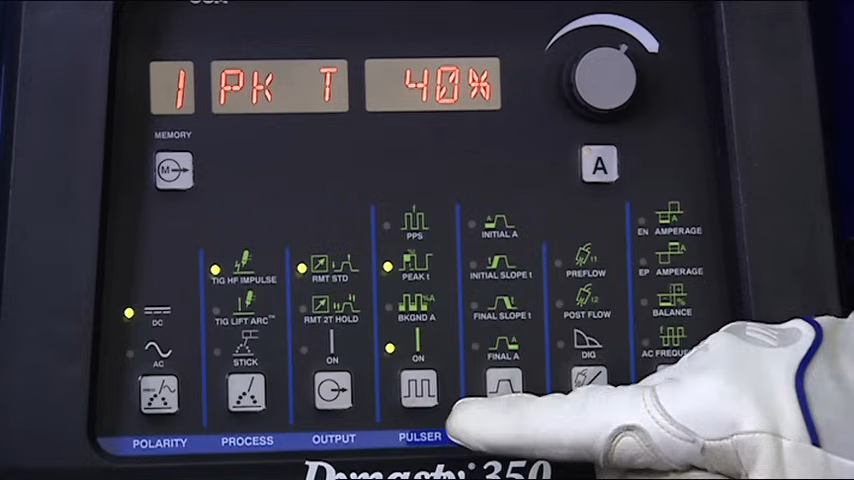 1 PK T 40%
MEMORY
M
A
PPS
INITIAL A
EN AMPERAGE
TIG HF IMPULSE
RMT STD
PEAK t
INITIAL SLOPE t
PREFLOW
EP AMPERAGE
DC
TIG LIFT ARC™
RMT 2T HOLD
BKGND A
FINAL SLOPE t
POST FLOW
BALANCE
AC
STICK
ON
ON
FINAL A
DIG
AC FREQUE
POLARITY
PROCESS
OUTPUT
PULSER
Dynasty 350